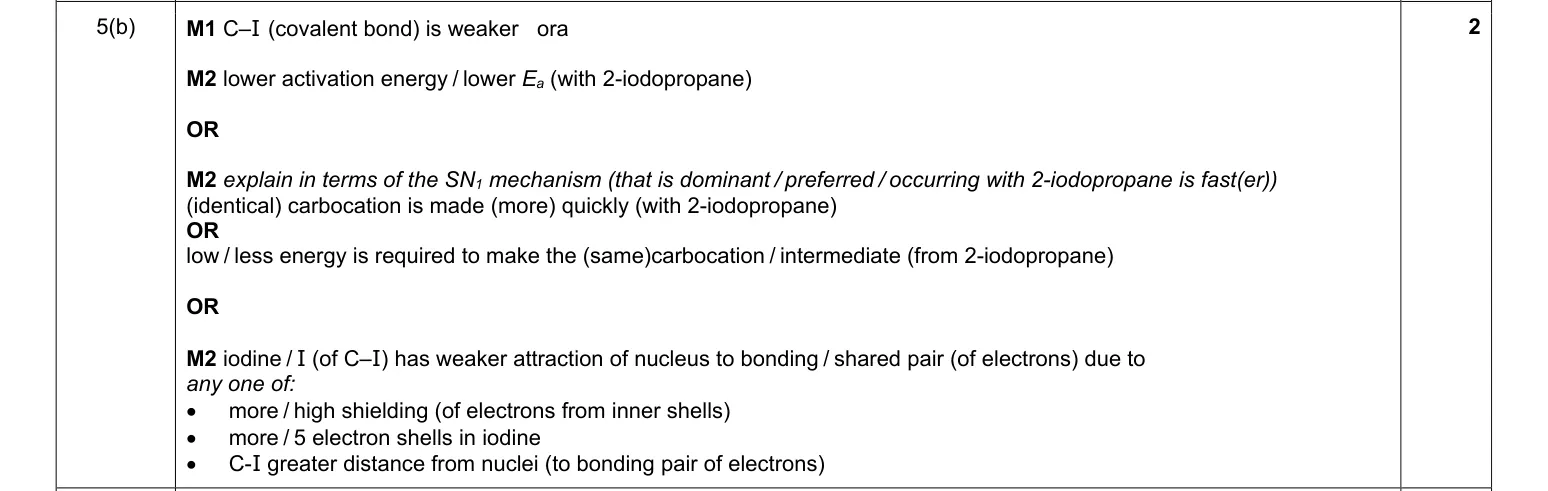 5(b) M1 C–I (covalent bond) is weaker ora 2
M2 lower activation energy / lower Eₐ (with 2-iodopropane)
OR
M2 explain in terms of the SN₁ mechanism (that is dominant / preferred / occurring with 2-iodopropane is fast(er))
(identical) carbocation is made (more) quickly (with 2-iodopropane)
OR
low / less energy is required to make the (same)carbocation / intermediate (from 2-iodopropane)
OR
M2 iodine / I (of C–I) has weaker attraction of nucleus to bonding / shared pair (of electrons) due to
any one of:
• more / high shielding (of electrons from inner shells)
• more / 5 electron shells in iodine
• C-I greater distance from nuclei (to bonding pair of electrons)